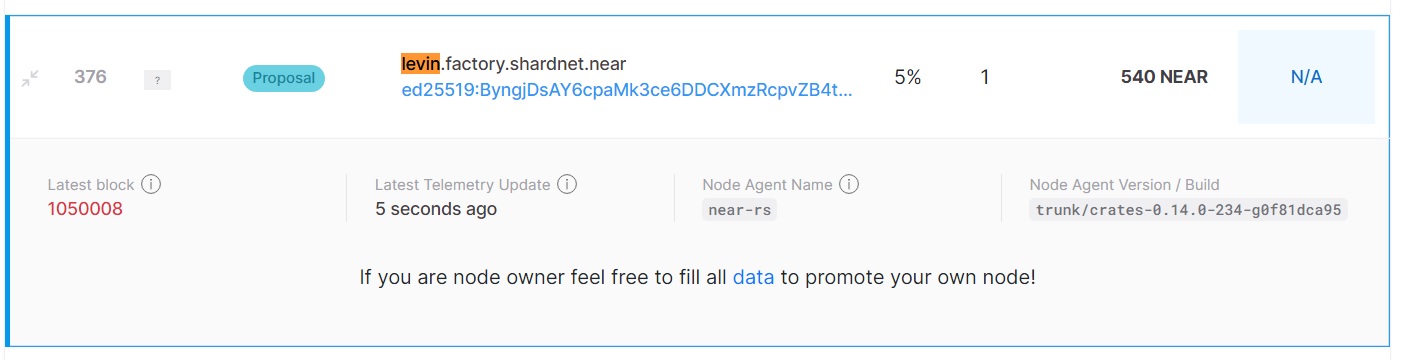 376 ? Proposal levin.factory.shardnet.near 5% 1 540 NEAR N/A
ed25519:ByngjDsAY6cpaMk3ce6DDCXmzRcpvZB4t...
Latest block Latest Telemetry Update Node Agent Name Node Agent Version / Build
1050008 5 seconds ago near-rs trunk/crates-0.14.0-234-g0f81dca95
If you are node owner feel free to fill all data to promote your own node!